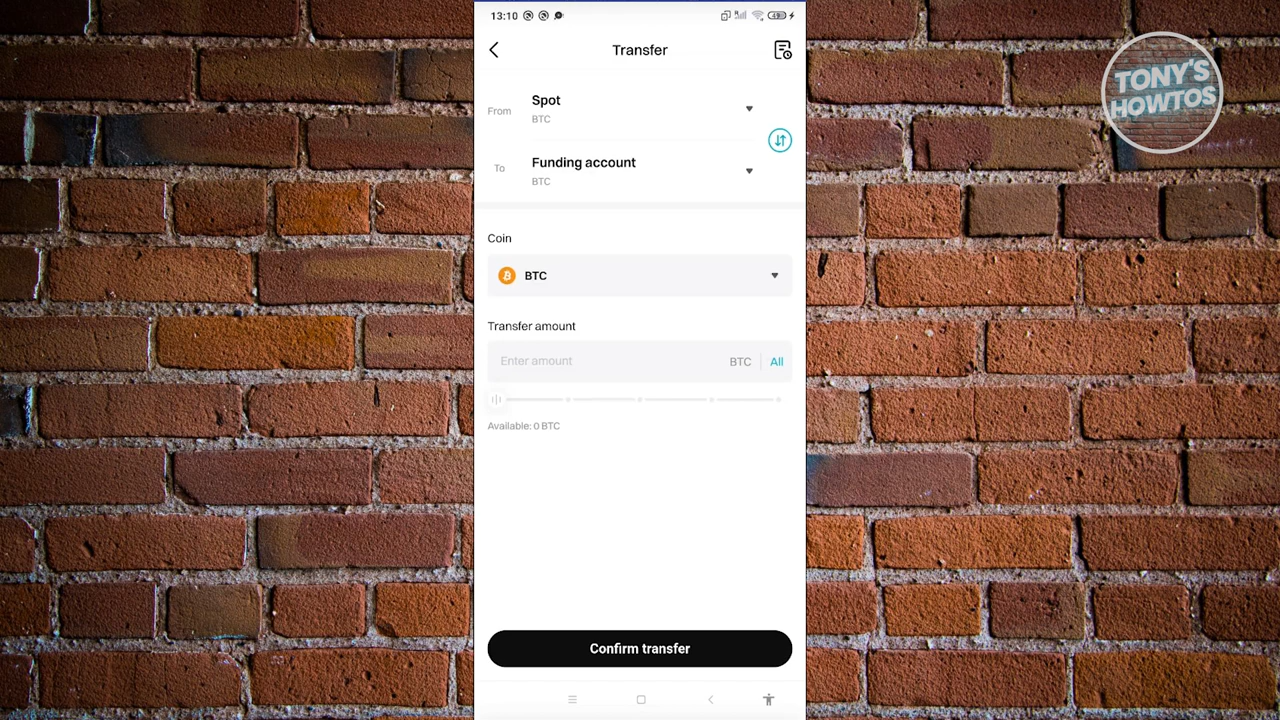 13:10
49
Transfer
From
Spot
BTC
To
Funding account
BTC
Coin
BTC
Transfer amount
Enter amount
BTC
All
Available: 0 BTC
Confirm transfer
TONY'S
HOWTOS